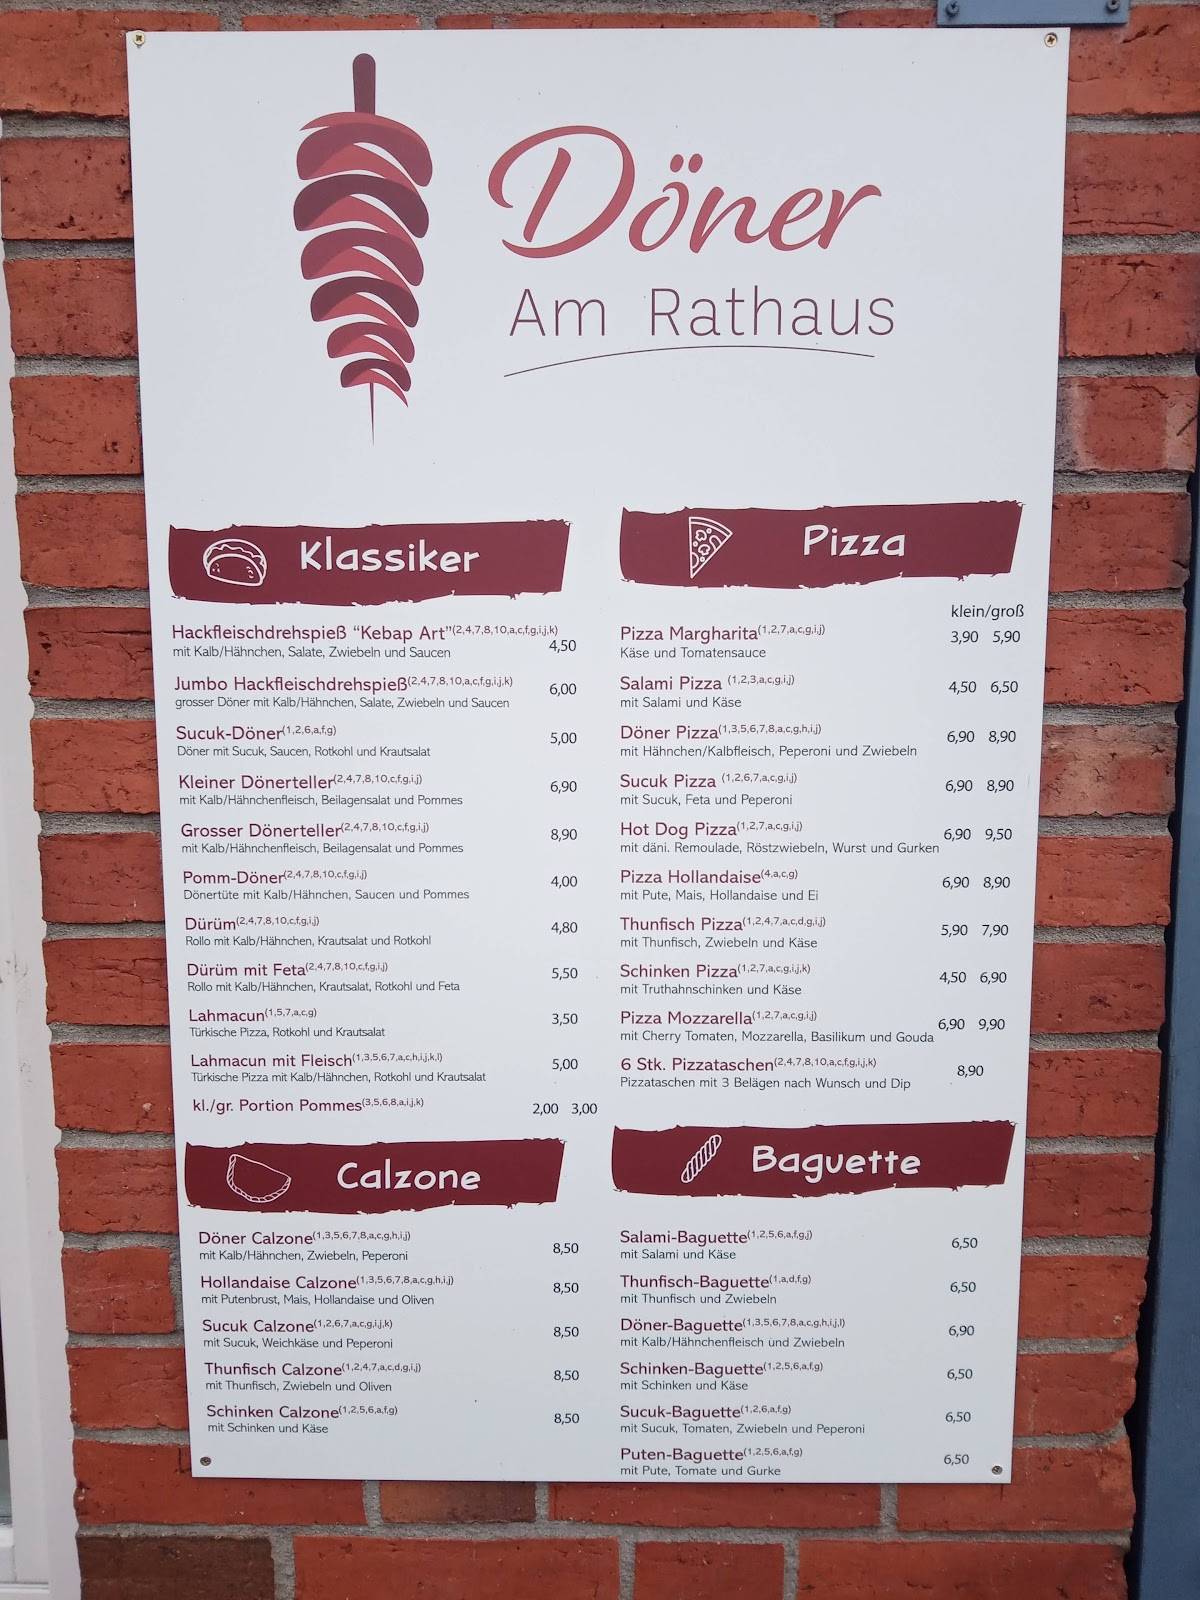 Döner
Am Rathaus
Klassiker
Hackfleischdrehspieß “Kebap Art”(2,4,7,8,10,a,c,f,g,i,j,k)
4,50
mit Kalb/Hähnchen, Salate, Zwiebeln und Saucen
Jumbo Hackfleischdrehspieß(2,4,7,8,10,a,c,f,g,i,j,k)
6,00
grosser Döner mit Kalb/Hähnchen, Salate, Zwiebeln und Saucen
Sucuk-Döner(1,2,6,a,f,g)
5,00
Döner mit Sucuk, Saucen, Rotkohl und Krautsalat
Kleiner Dönerteller(2,4,7,8,10,c,f,g,i,j)
6,90
mit Kalb/Hähnchenfleisch, Beilagensalat und Pommes
Grosser Dönerteller(2,4,7,8,10,c,f,g,i,j)
8,90
mit Kalb/Hähnchenfleisch, Beilagensalat und Pommes
Pomm-Döner(2,4,7,8,10,c,f,g,i,j)
4,00
Dönertüte mit Kalb/Hähnchen, Saucen und Pommes
Dürüm(2,4,7,8,10,c,f,g,i,j)
4,80
Rollo mit Kalb/Hähnchen, Krautsalat und Rotkohl
Dürüm mit Feta(2,4,7,8,10,c,f,g,i,j)
5,50
Rollo mit Kalb/Hähnchen, Krautsalat, Rotkohl und Feta
Lahmacun(1,5,7,a,c,g)
3,50
Türkische Pizza, Rotkohl und Krautsalat
Lahmacun mit Fleisch(1,3,5,6,7,a,c,h,i,j,k,l)
5,00
Türkische Pizza mit Kalb/Hähnchen, Rotkohl und Krautsalat
kl./gr. Portion Pommes(3,5,6,8,a,i,j,k)
2,00 3,00
Pizza
klein/groß
Pizza Margharita(1,2,7,a,c,g,i,j)
3,90 5,90
Käse und Tomatensauce
Salami Pizza (1,2,3,a,c,g,i,j)
4,50 6,50
mit Salami und Käse
Döner Pizza(1,3,5,6,7,8,a,c,g,h,i,j)
6,90 8,90
mit Hähnchen/Kalbfleisch, Peperoni und Zwiebeln
Sucuk Pizza (1,2,6,7,a,c,g,i,j)
6,90 8,90
mit Sucuk, Feta und Peperoni
Hot Dog Pizza(1,2,7,a,c,g,i,j)
6,90 9,50
mit däni. Remoulade, Röstzwiebeln, Wurst und Gurken
Pizza Hollandaise(4,a,c,g)
6,90 8,90
mit Pute, Mais, Hollandaise und Ei
Thunfisch Pizza(1,2,4,7,a,c,d,g,i,j)
5,90 7,90
mit Thunfisch, Zwiebeln und Käse
Schinken Pizza(1,2,7,a,c,g,i,j,k)
4,50 6,90
mit Truthahnschinken und Käse
Pizza Mozzarella(1,2,7,a,c,g,i,j)
6,90 9,90
mit Cherry Tomaten, Mozzarella, Basilikum und Gouda
6 Stk. Pizzataschen(2,4,7,8,10,a,c,f,g,i,j,k)
8,90
Pizzataschen mit 3 Belägen nach Wunsch und Dip
Calzone
Döner Calzone(1,3,5,6,7,8,a,c,g,h,i,j)
8,50
mit Kalb/Hähnchen, Zwiebeln, Peperoni
Hollandaise Calzone(1,3,5,6,7,8,a,c,g,h,i,j)
8,50
mit Putenbrust, Mais, Hollandaise und Oliven
Sucuk Calzone(1,2,6,7,a,c,g,i,j,k)
8,50
mit Sucuk, Weichkäse und Peperoni
Thunfisch Calzone(1,2,4,7,a,c,d,g,i,j)
8,50
mit Thunfisch, Zwiebeln und Oliven
Schinken Calzone(1,2,5,6,a,f,g)
8,50
mit Schinken und Käse
Baguette
Salami-Baguette(1,2,5,6,a,f,g,j)
6,50
mit Salami und Käse
Thunfisch-Baguette(1,a,d,f,g)
6,50
mit Thunfisch und Zwiebeln
Döner-Baguette(1,3,5,6,7,8,a,c,g,h,i,j,l)
6,90
mit Kalb/Hähnchenfleisch und Zwiebeln
Schinken-Baguette(1,2,5,6,a,f,g)
6,50
mit Schinken und Käse
Sucuk-Baguette(1,2,6,a,f,g)
6,50
mit Sucuk, Tomaten, Zwiebeln und Peperoni
Puten-Baguette(1,2,5,6,a,f,g)
6,50
mit Pute, Tomate und Gurke